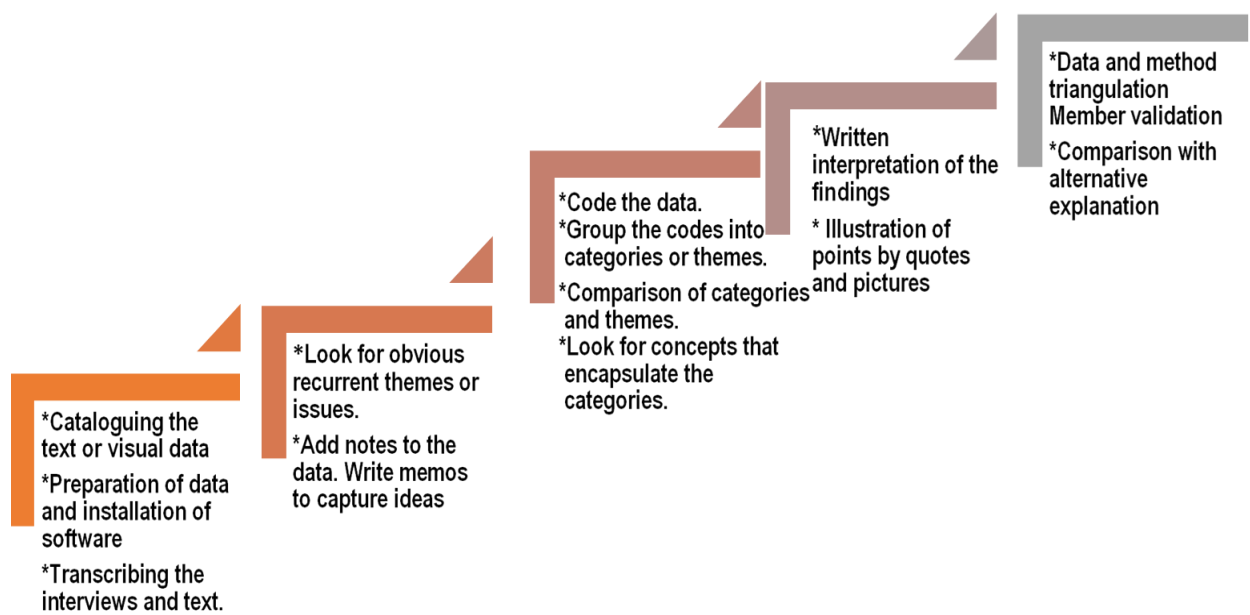 *Cataloguing the
text or visual data
*Preparation of data
and installation of
software
*Transcribing the
interviews and text.
*Look for obvious
recurrent themes or
issues.
*Add notes to the
data. Write memos
to capture ideas
*Code the data.
*Group the codes into
categories or themes.
*Comparison of categories
and themes.
*Look for concepts that
encapsulate the
categories.
*Written
interpretation of the
findings
* Illustration of
points by quotes
and pictures
*Data and method
triangulation
Member validation
*Comparison with
alternative
explanation